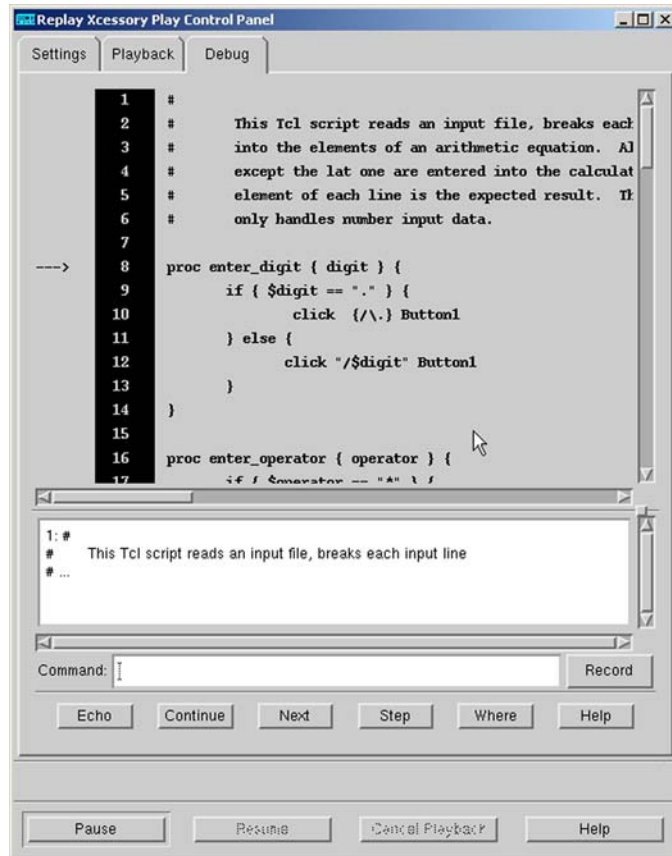 Replay Xcessory Play Control Panel
Settings Playback Debug
1 #
2 # This Tcl script reads an input file, breaks each
3 # into the elements of an arithmetic equation. Al
4 # except the lat one are entered into the calculat
5 # element of each line is the expected result. Th
6 # only handles number input data.
7
---> 8 proc enter_digit { digit } {
9 if { $digit == "." } {
10 click {/\.} Button1
11 } else {
12 click "/$digit" Button1
13 }
14 }
15
16 proc enter_operator { operator } {
17 if { $operator == "*" } {
1: #
# This Tcl script reads an input file, breaks each input line
# ...
Command: Record
Echo Continue Next Step Where Help
Pause Resume Cancel Playback Help